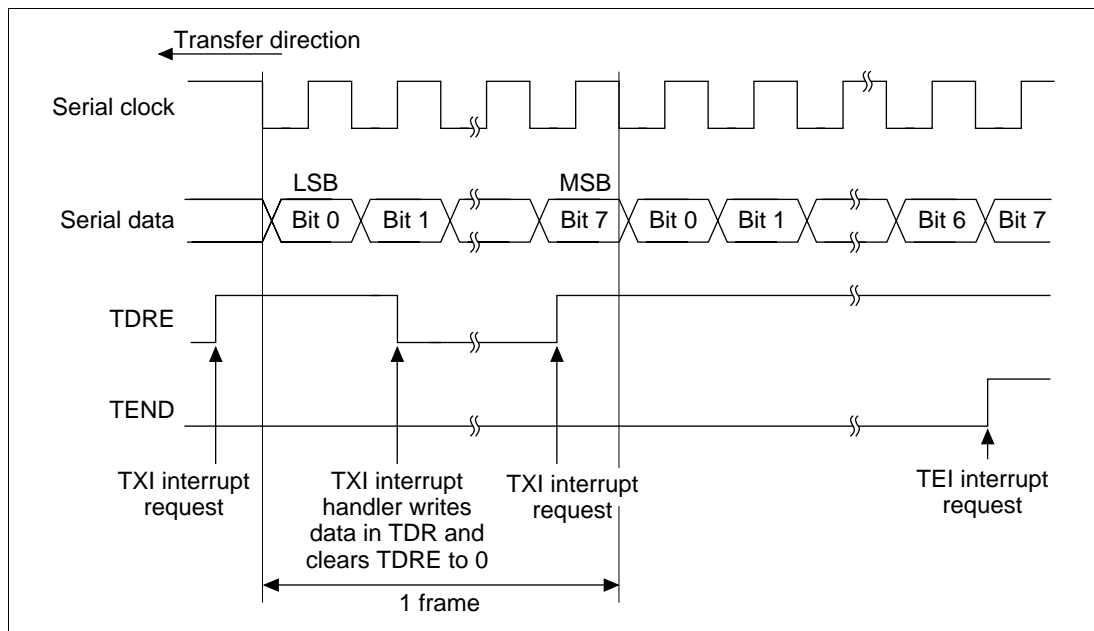 Transfer direction
Serial clock
LSB
MSB
Serial data
Bit 0
Bit 1
Bit 7
Bit 0
Bit 1
Bit 6
Bit 7
TDRE
TEND
TXI interrupt
request
TXI interrupt
handler writes
data in TDR and
clears TDRE to 0
TXI interrupt
request
TEI interrupt
request
1 frame